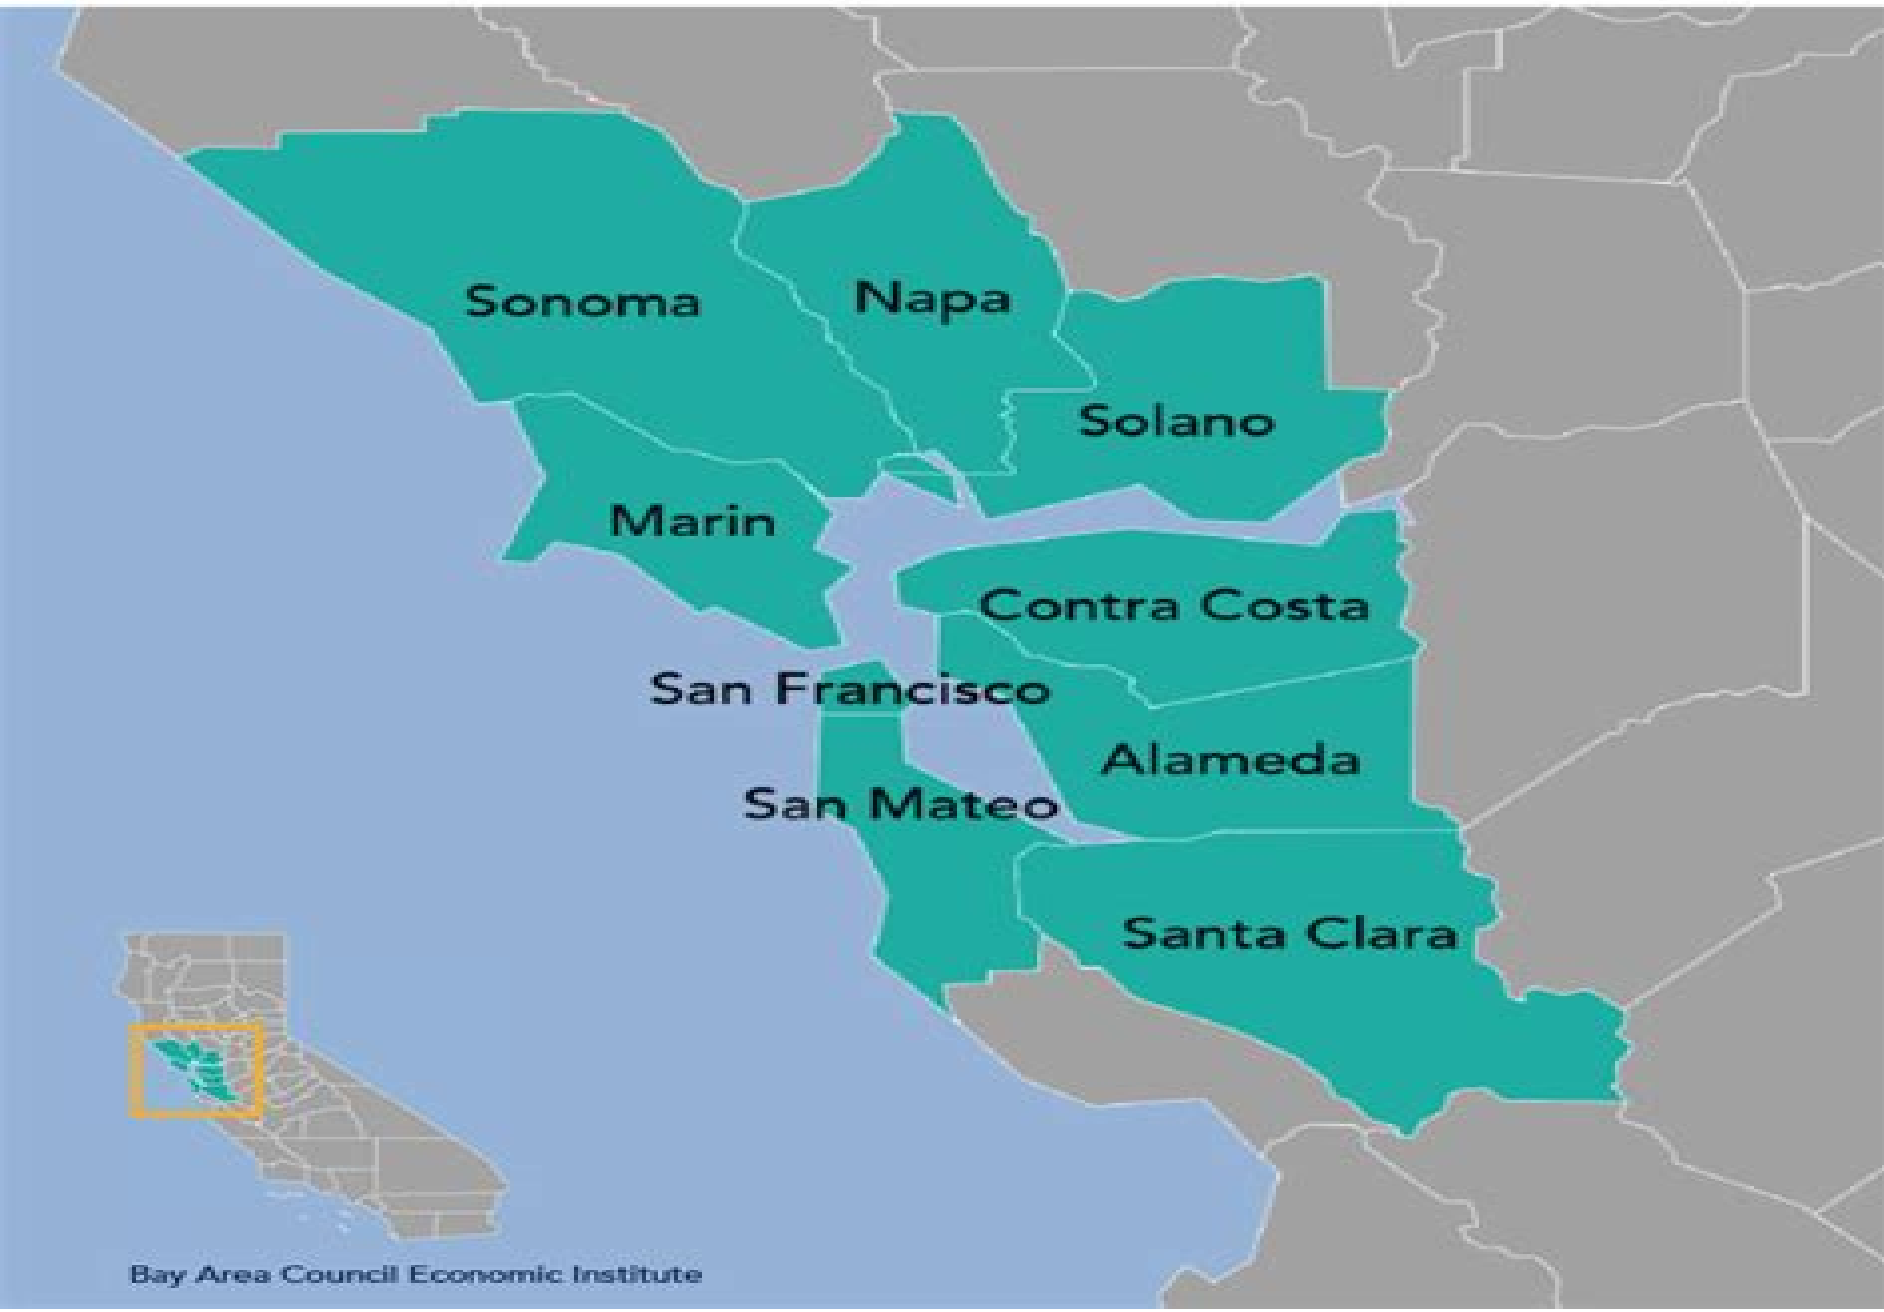 Sonoma
Napa
Solano
Marin
Contra Costa
San Francisco
Alameda
San Mateo
Santa Clara
Bay Area Council Economic Institute